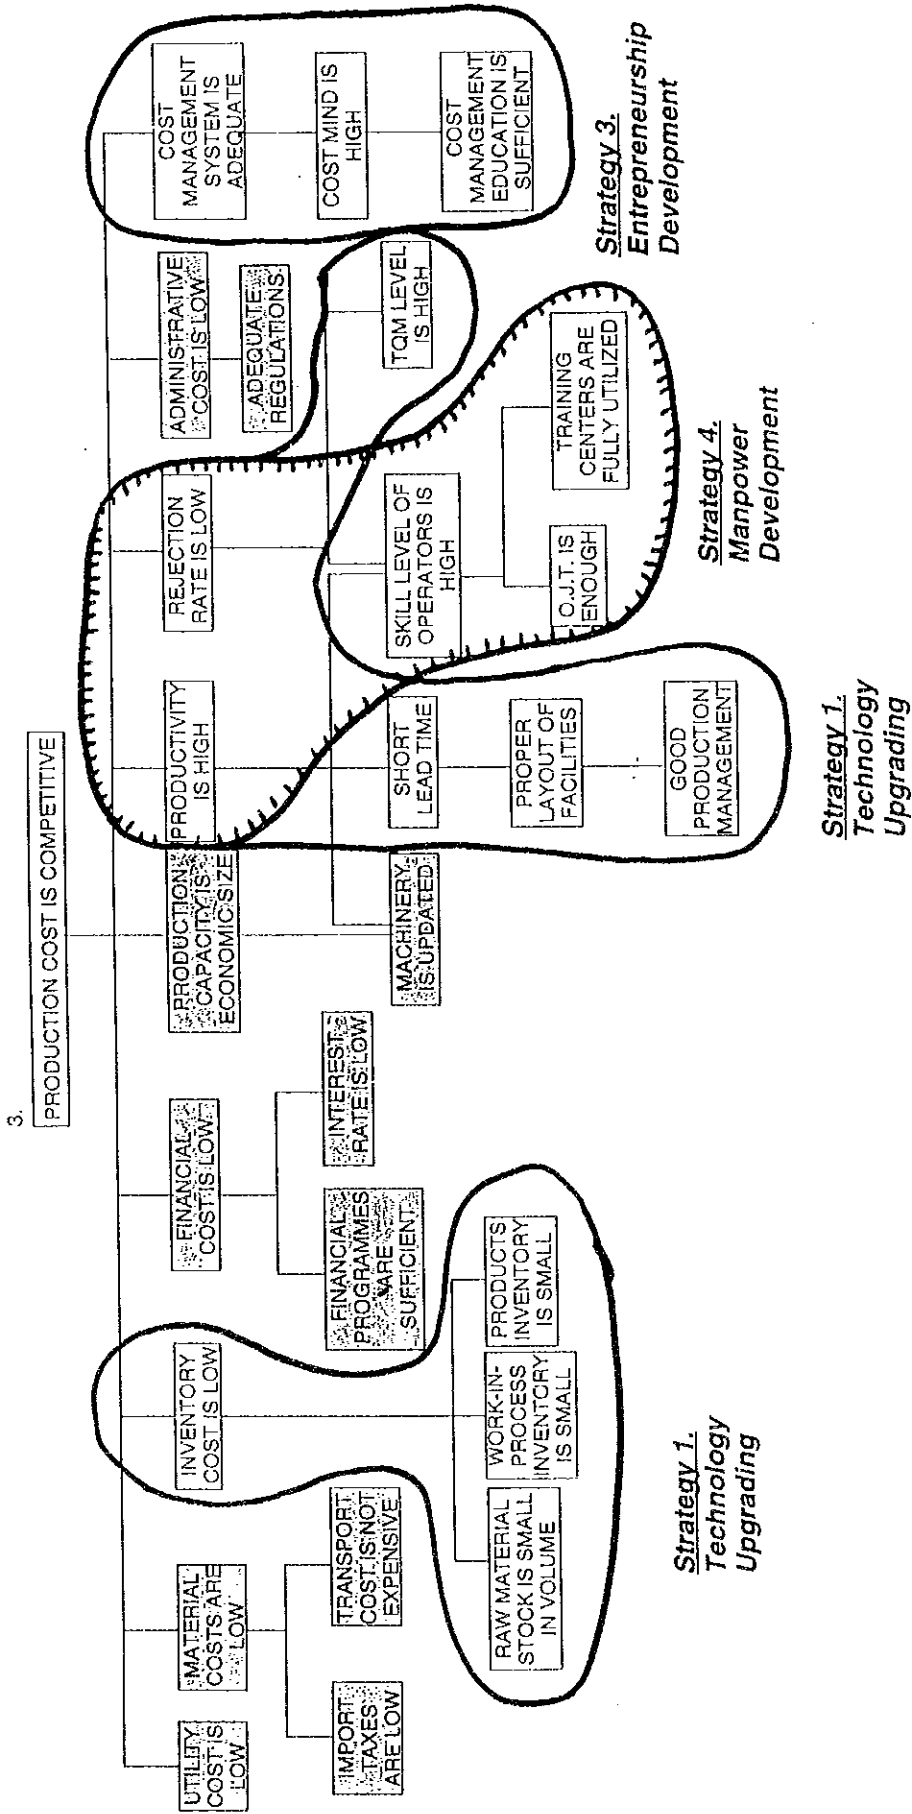 3.
PRODUCTION COST IS COMPETITIVE
UTILITY
COST IS
LOW
MATERIAL
COSTS ARE
LOW
INVENTORY
COST IS LOW
FINANCIAL
COST IS LOW
PRODUCTION
CAPACITY IS
ECONOMIC SIZE
PRODUCTIVITY
IS HIGH
REJECTION
RATE IS LOW
ADMINISTRATIVE
COST IS LOW
COST
MANAGEMENT
SYSTEM IS
ADEQUATE
IMPORT
TAXES
ARE LOW
TRANSPORT
COST IS NOT
EXPENSIVE
FINANCIAL
PROGRAMMES
ARE
SUFFICIENT
INTEREST
RATE IS LOW
ADEQUATE
REGULATIONS
COST MIND IS
HIGH
MACHINERY
IS UPDATED
SHORT
LEAD TIME
SKILL LEVEL OF
OPERATORS IS
HIGH
TQM LEVEL
IS HIGH
COST
MANAGEMENT
EDUCATION IS
SUFFICIENT
RAW MATERIAL
STOCK IS SMALL
IN VOLUME
WORK-IN-
PROCESS
INVENTORY
IS SMALL
PRODUCTS
INVENTORY
IS SMALL
PROPER
LAYOUT OF
FACILITIES
O.J.T. IS
ENOUGH
TRAINING
CENTERS ARE
FULLY UTILIZED
GOOD
PRODUCTION
MANAGEMENT
Strategy 1.
Technology
Upgrading
Strategy 1.
Technology
Upgrading
Strategy 4.
Manpower
Development
Strategy 3.
Entrepreneurship
Development